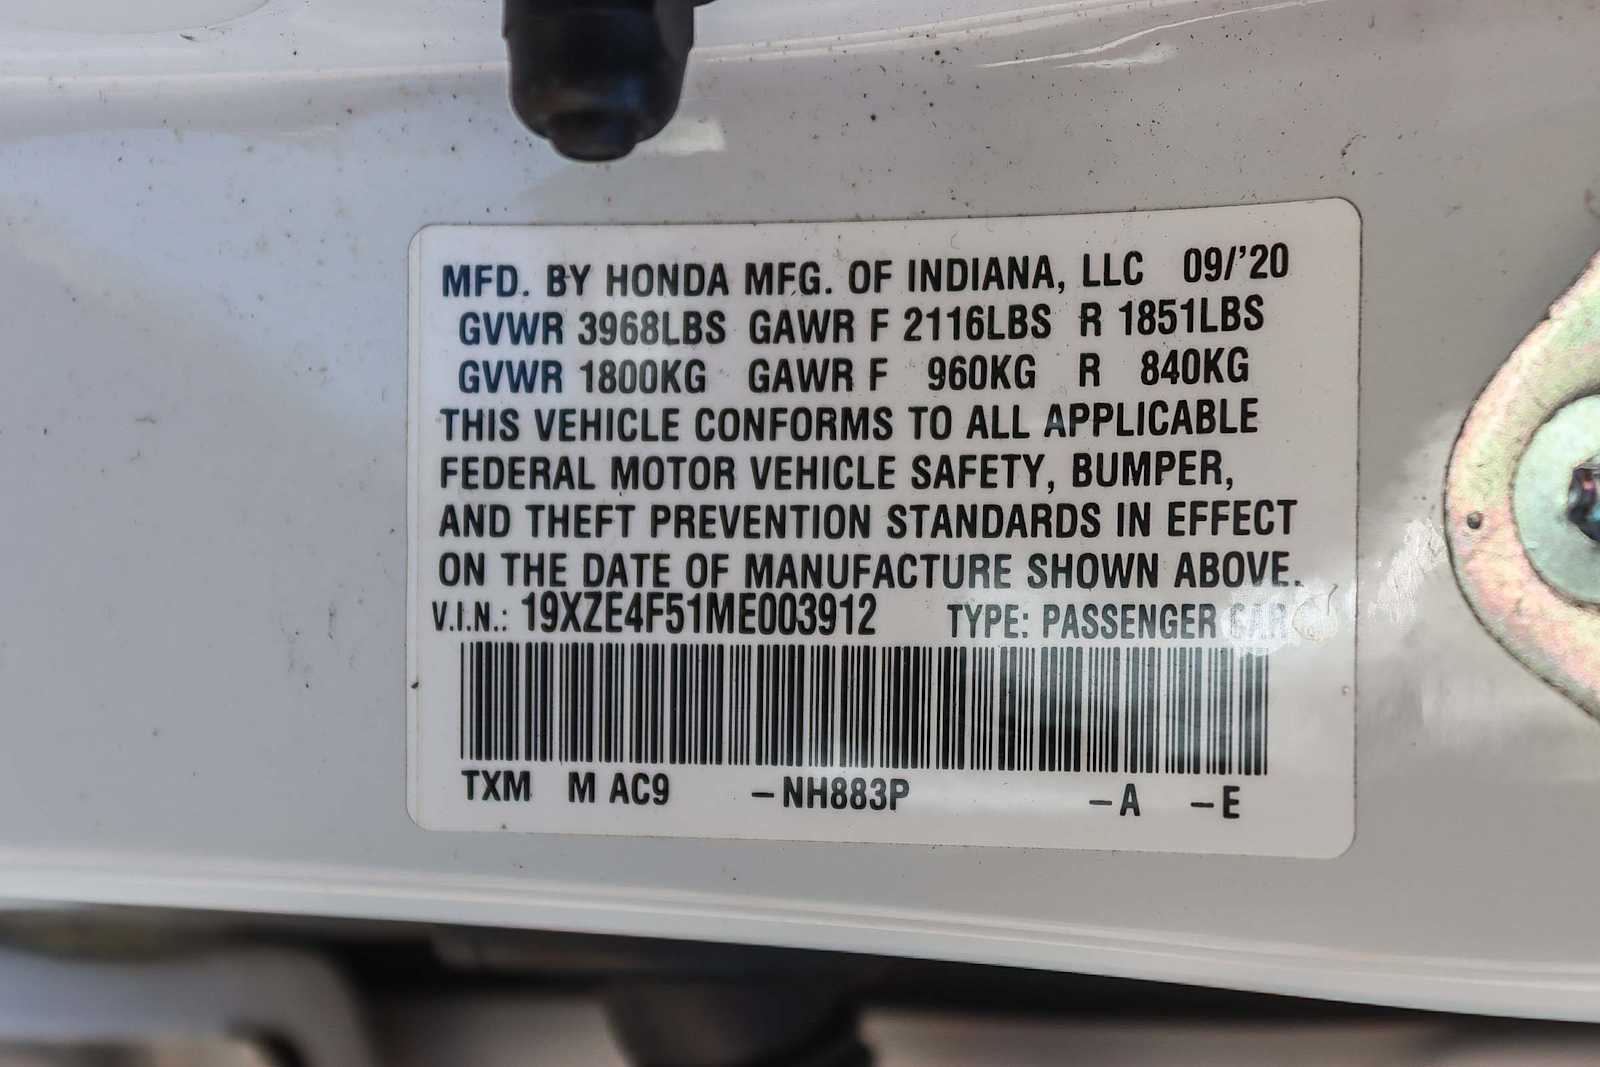 MFD. BY HONDA MFG. OF INDIANA, LLC 09/'20
GVWR 3968LBS GAWR F 2116LBS R 1851LBS
GVWR 1800KG GAWR F 960KG R 840KG
THIS VEHICLE CONFORMS TO ALL APPLICABLE
FEDERAL MOTOR VEHICLE SAFETY, BUMPER,
AND THEFT PREVENTION STANDARDS IN EFFECT
ON THE DATE OF MANUFACTURE SHOWN ABOVE.
V.I.N.: 19XZE4F51ME003912 TYPE: PASSENGER CAR
TXM M AC9 -NH883P -A -E